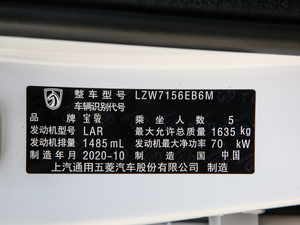 整车型号 LZW7156EB6M
车辆识别代号
品牌 宝骏 乘坐人数 5
发动机型号 LAR 最大允许总质量 1635 kg
发动机排量 1485 mL 发动机最大净功率 70 kW
制造年月 2020-10 制造国 中国
上汽通用五菱汽车股份有限公司 制造